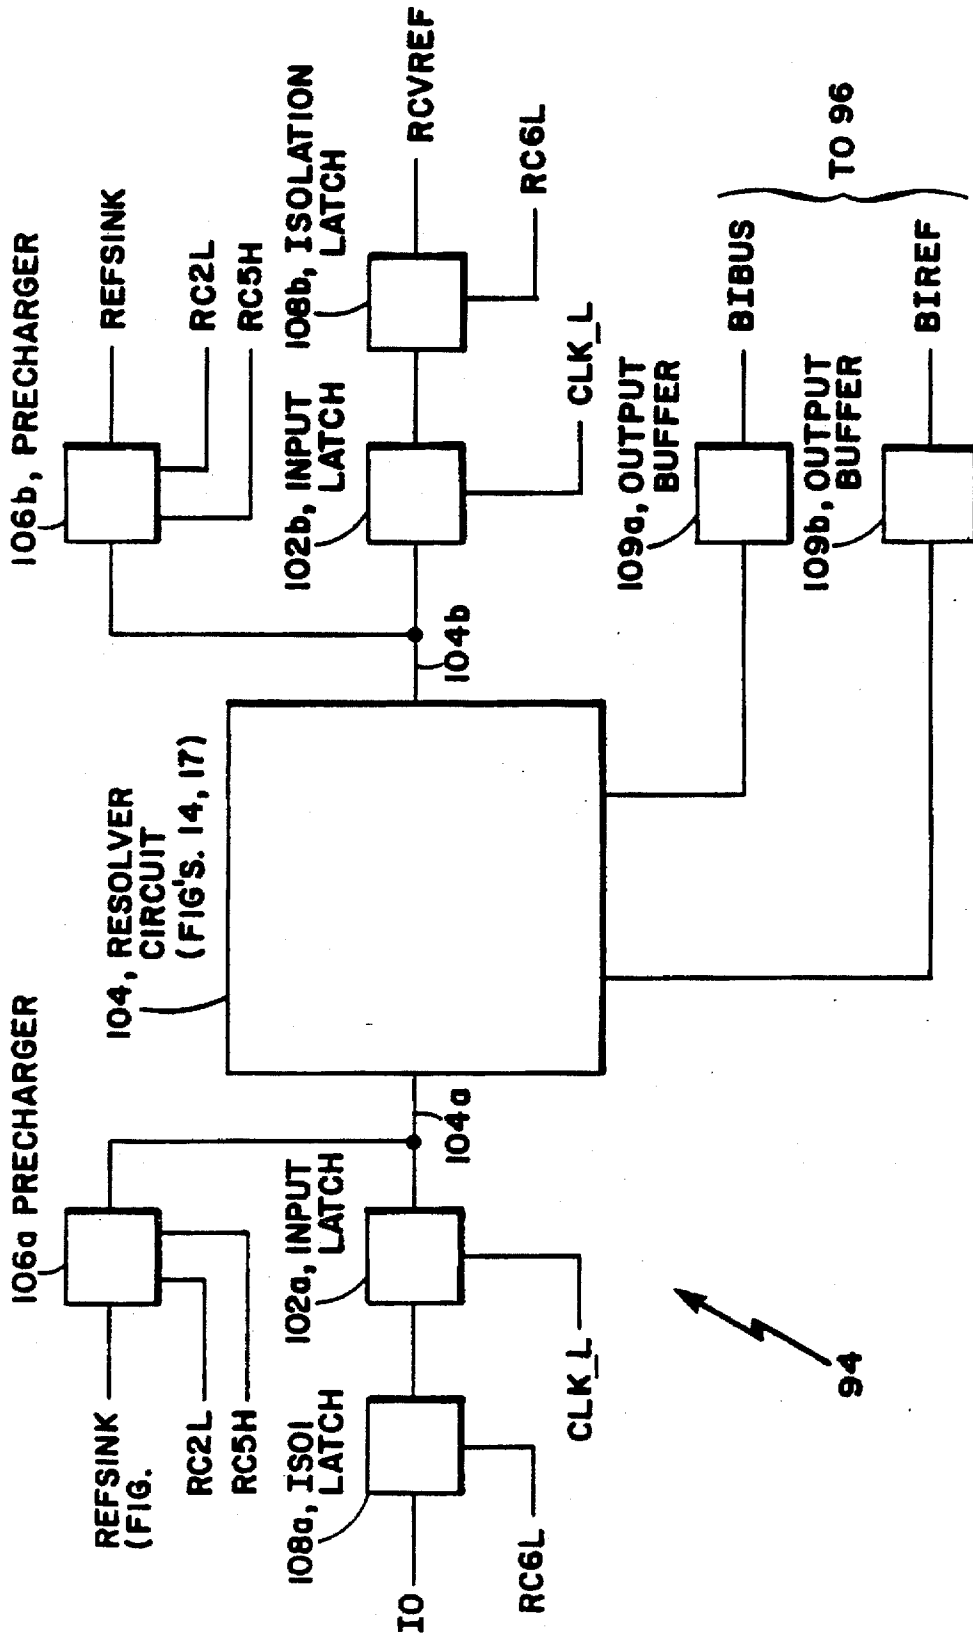 106a PRECHARGER
REFSINK
(FIG.
RC2L
RC5H
108a, ISOl
LATCH
102a, INPUT
LATCH
IO
RC6L
CLK_L
104a
104, RESOLVER
CIRCUIT
(FIG'S. 14, 17)
106b, PRECHARGER
REFSINK
RC2L
RC5H
102b, INPUT
LATCH
108b, ISOLATION
LATCH
RCVREF
104b
CLK_L
RC6L
109a, OUTPUT
BUFFER
BIBUS
109b, OUTPUT
BUFFER
BIREF
TO 96
94